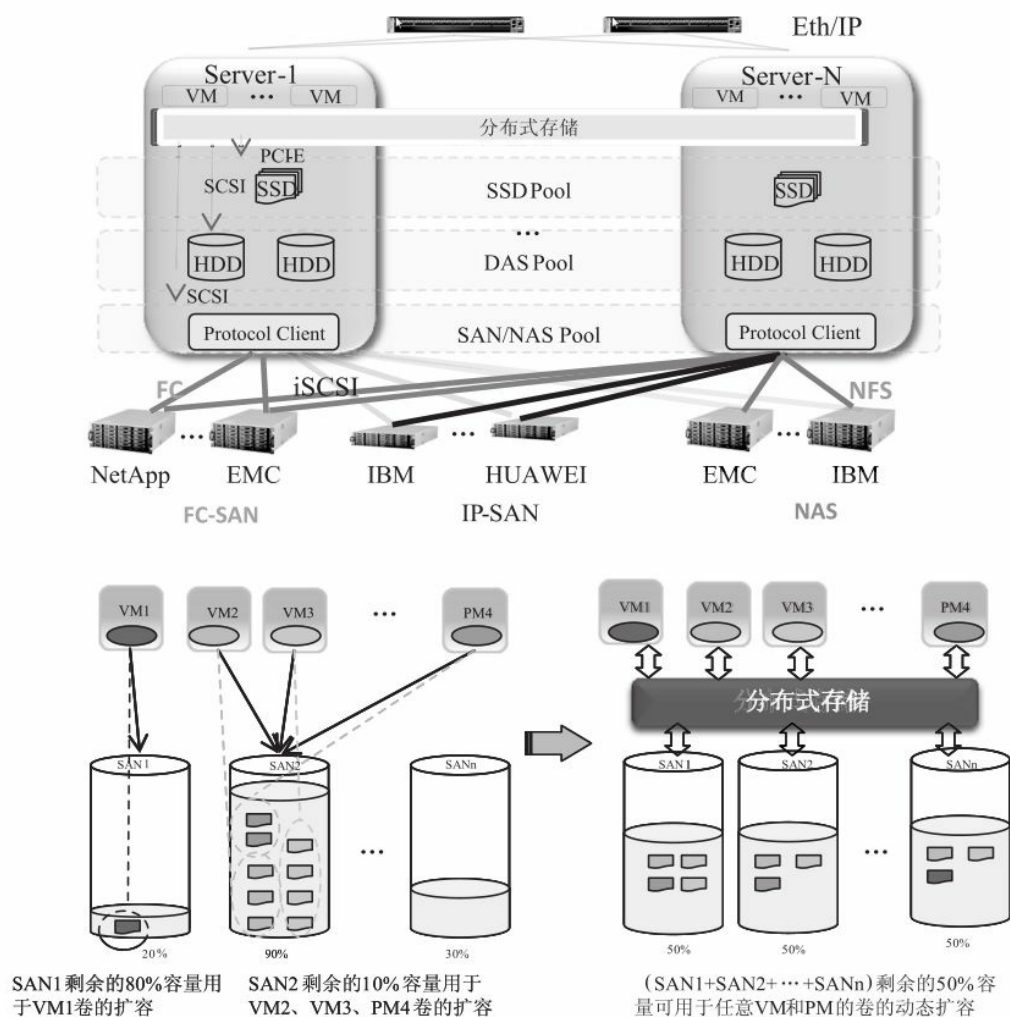 Eth/IP
Server-1
Server-N
VM ··· VM
VM ··· VM
分布式存储
PCI-E
SCSI
SSD
SSD Pool
SSD
...
HDD
HDD
DAS Pool
HDD
HDD
SCSI
Protocol Client
SAN/NAS Pool
Protocol Client
FC
iSCSI
NFS
...
...
...
NetApp
EMC
IBM
HUAWEI
EMC
IBM
FC-SAN
IP-SAN
NAS
VM1
VM2
VM3
...
PM4
VM1
VM2
VM3
...
PM4
分布式存储
SAN1
SAN2
SANn
SAN1
SAN2
SANn
...
...
20%
90%
30%
50%
50%
50%
SAN1剩余的80%容量用
于VM1卷的扩容
SAN2 剩余的10%容量用于
VM2、VM3、PM4 卷的扩容
(SAN1+SAN2+ ··· +SANn)剩余的50%容
量可用于任意VM和PM的卷的动态扩容